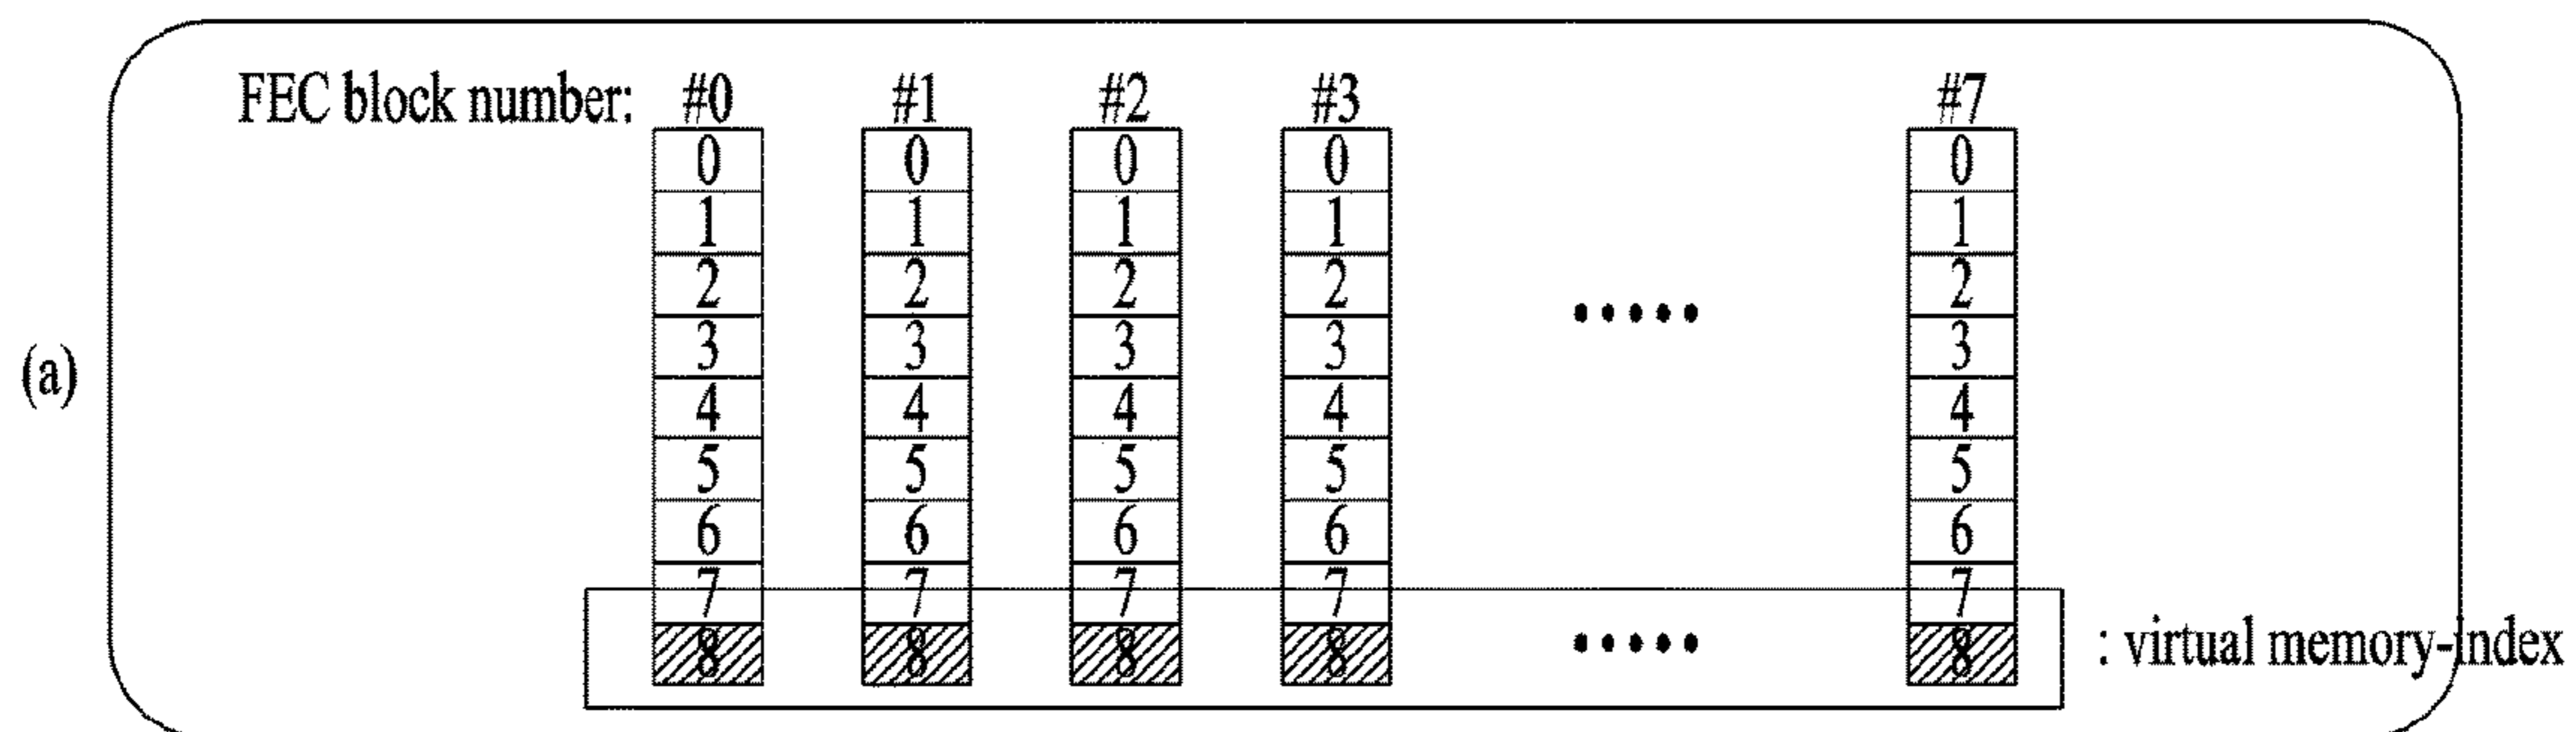 FEC block number: #0 #1 #2 #3 #7
0 0 0 0 0
1 1 1 1 1
2 2 2 2 2
3 3 3 3 3
(a)
4 4 4 4 4
5 5 5 5 5
6 6 6 6 6
7 7 7 7 7
8 8 8 8 8 : virtual memory-index